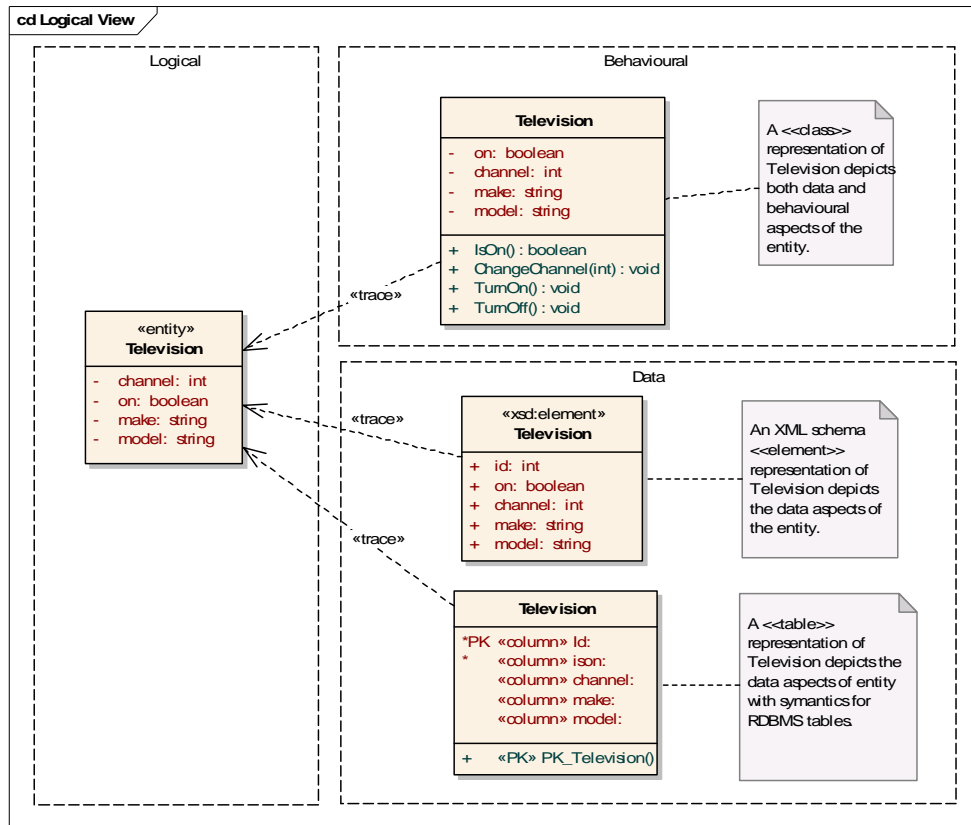 cd Logical View
Logical
«entity»
Television
- channel: int
- on: boolean
- make: string
- model: string
Behavioural
Television
- on: boolean
- channel: int
- make: string
- model: string
+ IsOn() : boolean
+ ChangeChannel(int) : void
+ TurnOn() : void
+ TurnOff() : void
A <<class>>
representation of
Television depicts
both data and
behavioural
aspects of the
entity.
«trace»
Data
«trace»
«xsd:element»
Television
+ id: int
+ on: boolean
+ channel: int
+ make: string
+ model: string
An XML schema
<<element>>
representation of
Television depicts
the data aspects of
the entity.
«trace»
Television
*PK «column» Id:
* «column» ison:
«column» channel:
«column» make:
«column» model:
+ «PK» PK_Television()
A <<table>>
representation of
Television depicts the
data aspects of entity
with symantics for
RDBMS tables.